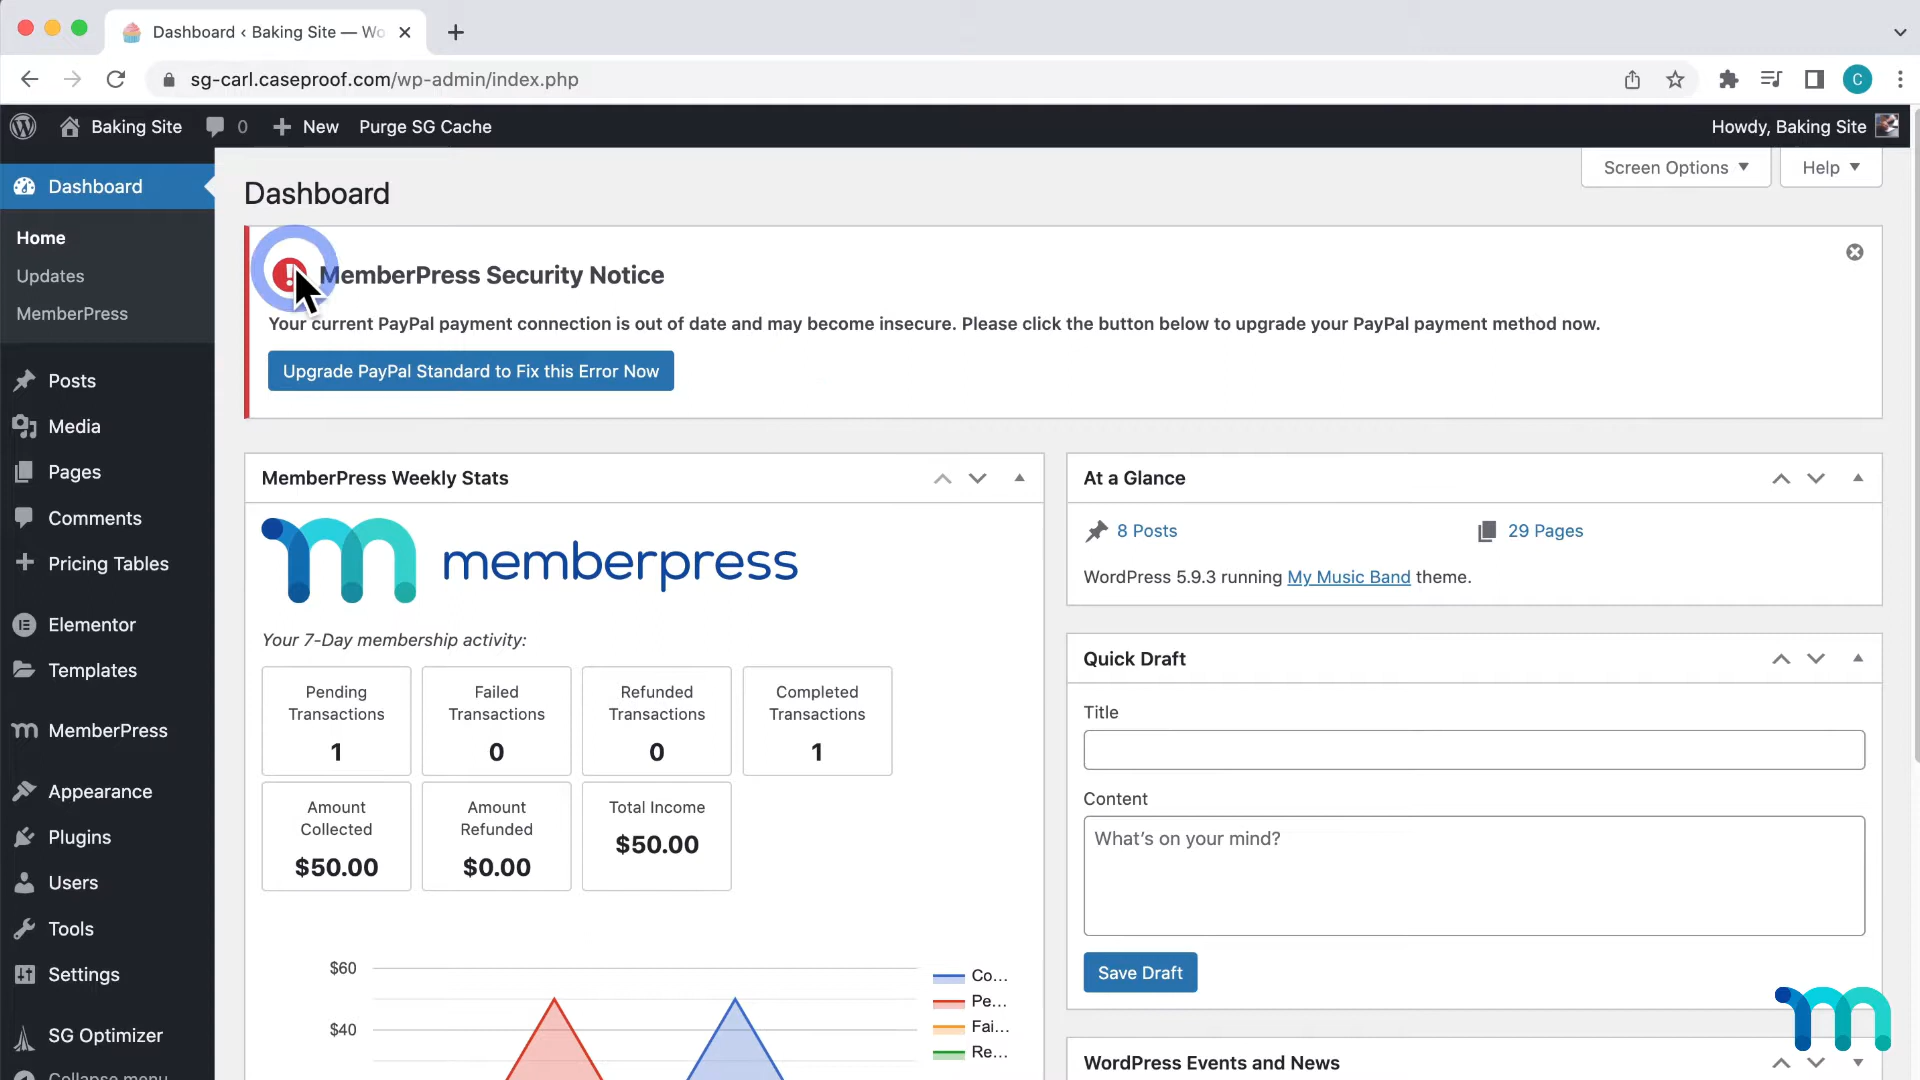 Dashboard ‹ Baking Site — Wo
sg-carl.caseproof.com/wp-admin/index.php
C
Baking Site
0
New
Purge SG Cache
Howdy, Baking Site
Dashboard
Home
Updates
MemberPress
Posts
Media
Pages
Comments
Pricing Tables
Elementor
Templates
MemberPress
Appearance
Plugins
Users
Tools
Settings
SG Optimizer
Collapse menu
Screen Options
Help
Dashboard
MemberPress Security Notice
Your current PayPal payment connection is out of date and may become insecure. Please click the button below to upgrade your PayPal payment method now.
Upgrade PayPal Standard to Fix this Error Now
MemberPress Weekly Stats
memberpress
Your 7-Day membership activity:
Pending Transactions
1
Failed Transactions
0
Refunded Transactions
0
Completed Transactions
1
Amount Collected
$50.00
Amount Refunded
$0.00
Total Income
$50.00
$60
$40
Co...
Pe...
Fai...
Re...
At a Glance
8 Posts
29 Pages
WordPress 5.9.3 running My Music Band theme.
Quick Draft
Title
Content
What's on your mind?
Save Draft
WordPress Events and News